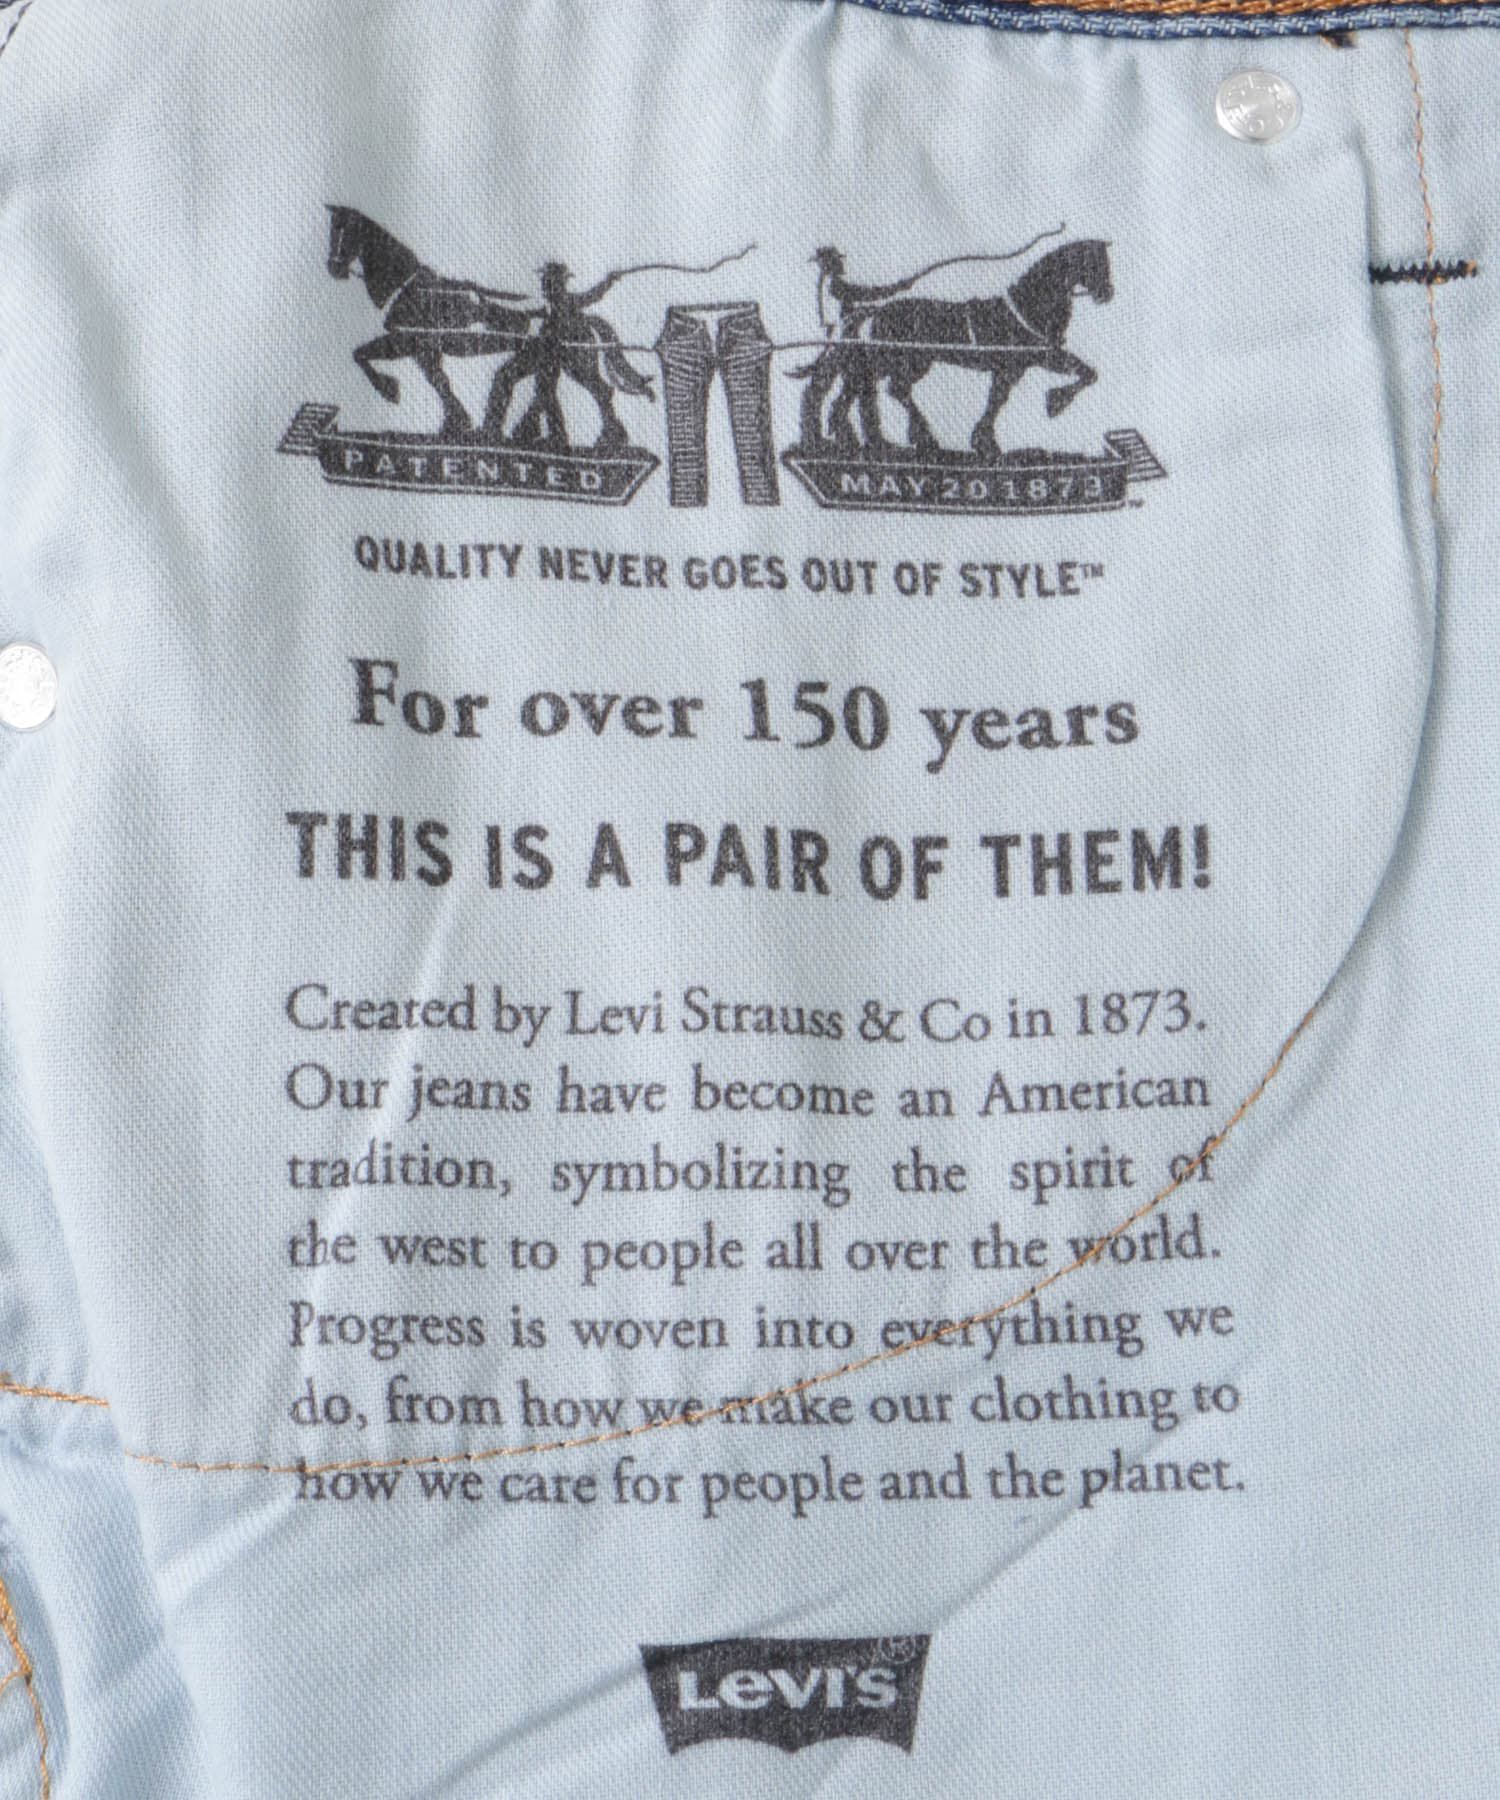 PATENTED MAY 20 1873
QUALITY NEVER GOES OUT OF STYLE™
For over 150 years
THIS IS A PAIR OF THEM!
Created by Levi Strauss & Co in 1873.
Our jeans have become an American
tradition, symbolizing the spirit of
the west to people all over the world.
Progress is woven into everything we
do, from how we make our clothing to
how we care for people and the planet.
Levi's®